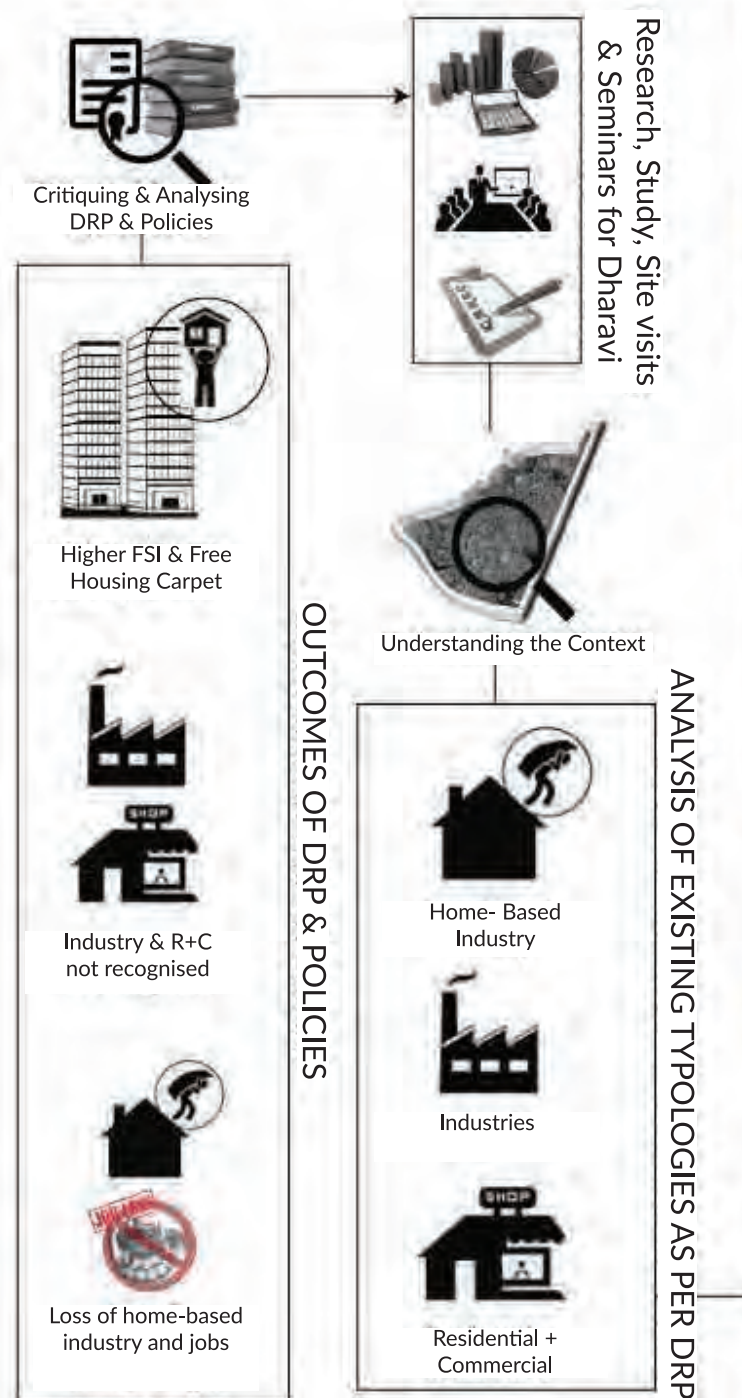 Critiquing & Analysing
DRP & Policies
Research, Study, Site visits
& Seminars for Dharavi
Higher FSI & Free
Housing Carpet
SHOP
Industry & R+C
not recognised
Loss of home-based
industry and jobs
OUTCOMES OF DRP & POLICIES
Understanding the Context
Home- Based
Industry
Industries
SHOP
Residential +
Commercial
ANALYSIS OF EXISTING TYPOLOGIES AS PER DRP